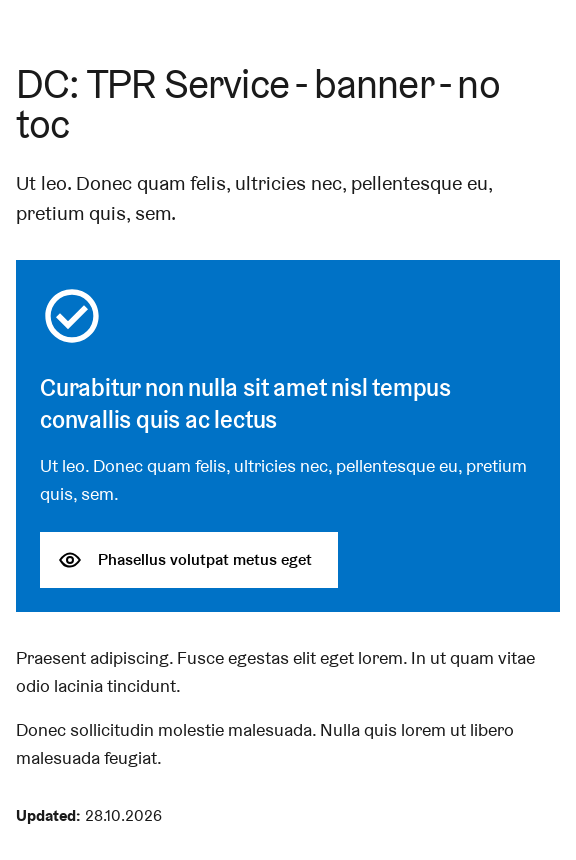 DC: TPR Service - banner - no
toc
Ut leo. Donec quam felis, ultricies nec, pellentesque eu,
pretium quis, sem.
Curabitur non nulla sit amet nisl tempus
convallis quis ac lectus
Ut leo. Donec quam felis, ultricies nec, pellentesque eu, pretium
quis, sem.
Phasellus volutpat metus eget
Praesent adipiscing. Fusce egestas elit eget lorem. In ut quam vitae
odio lacinia tincidunt.
Donec sollicitudin molestie malesuada. Nulla quis lorem ut libero
malesuada feugiat.
Updated: 28.10.2026